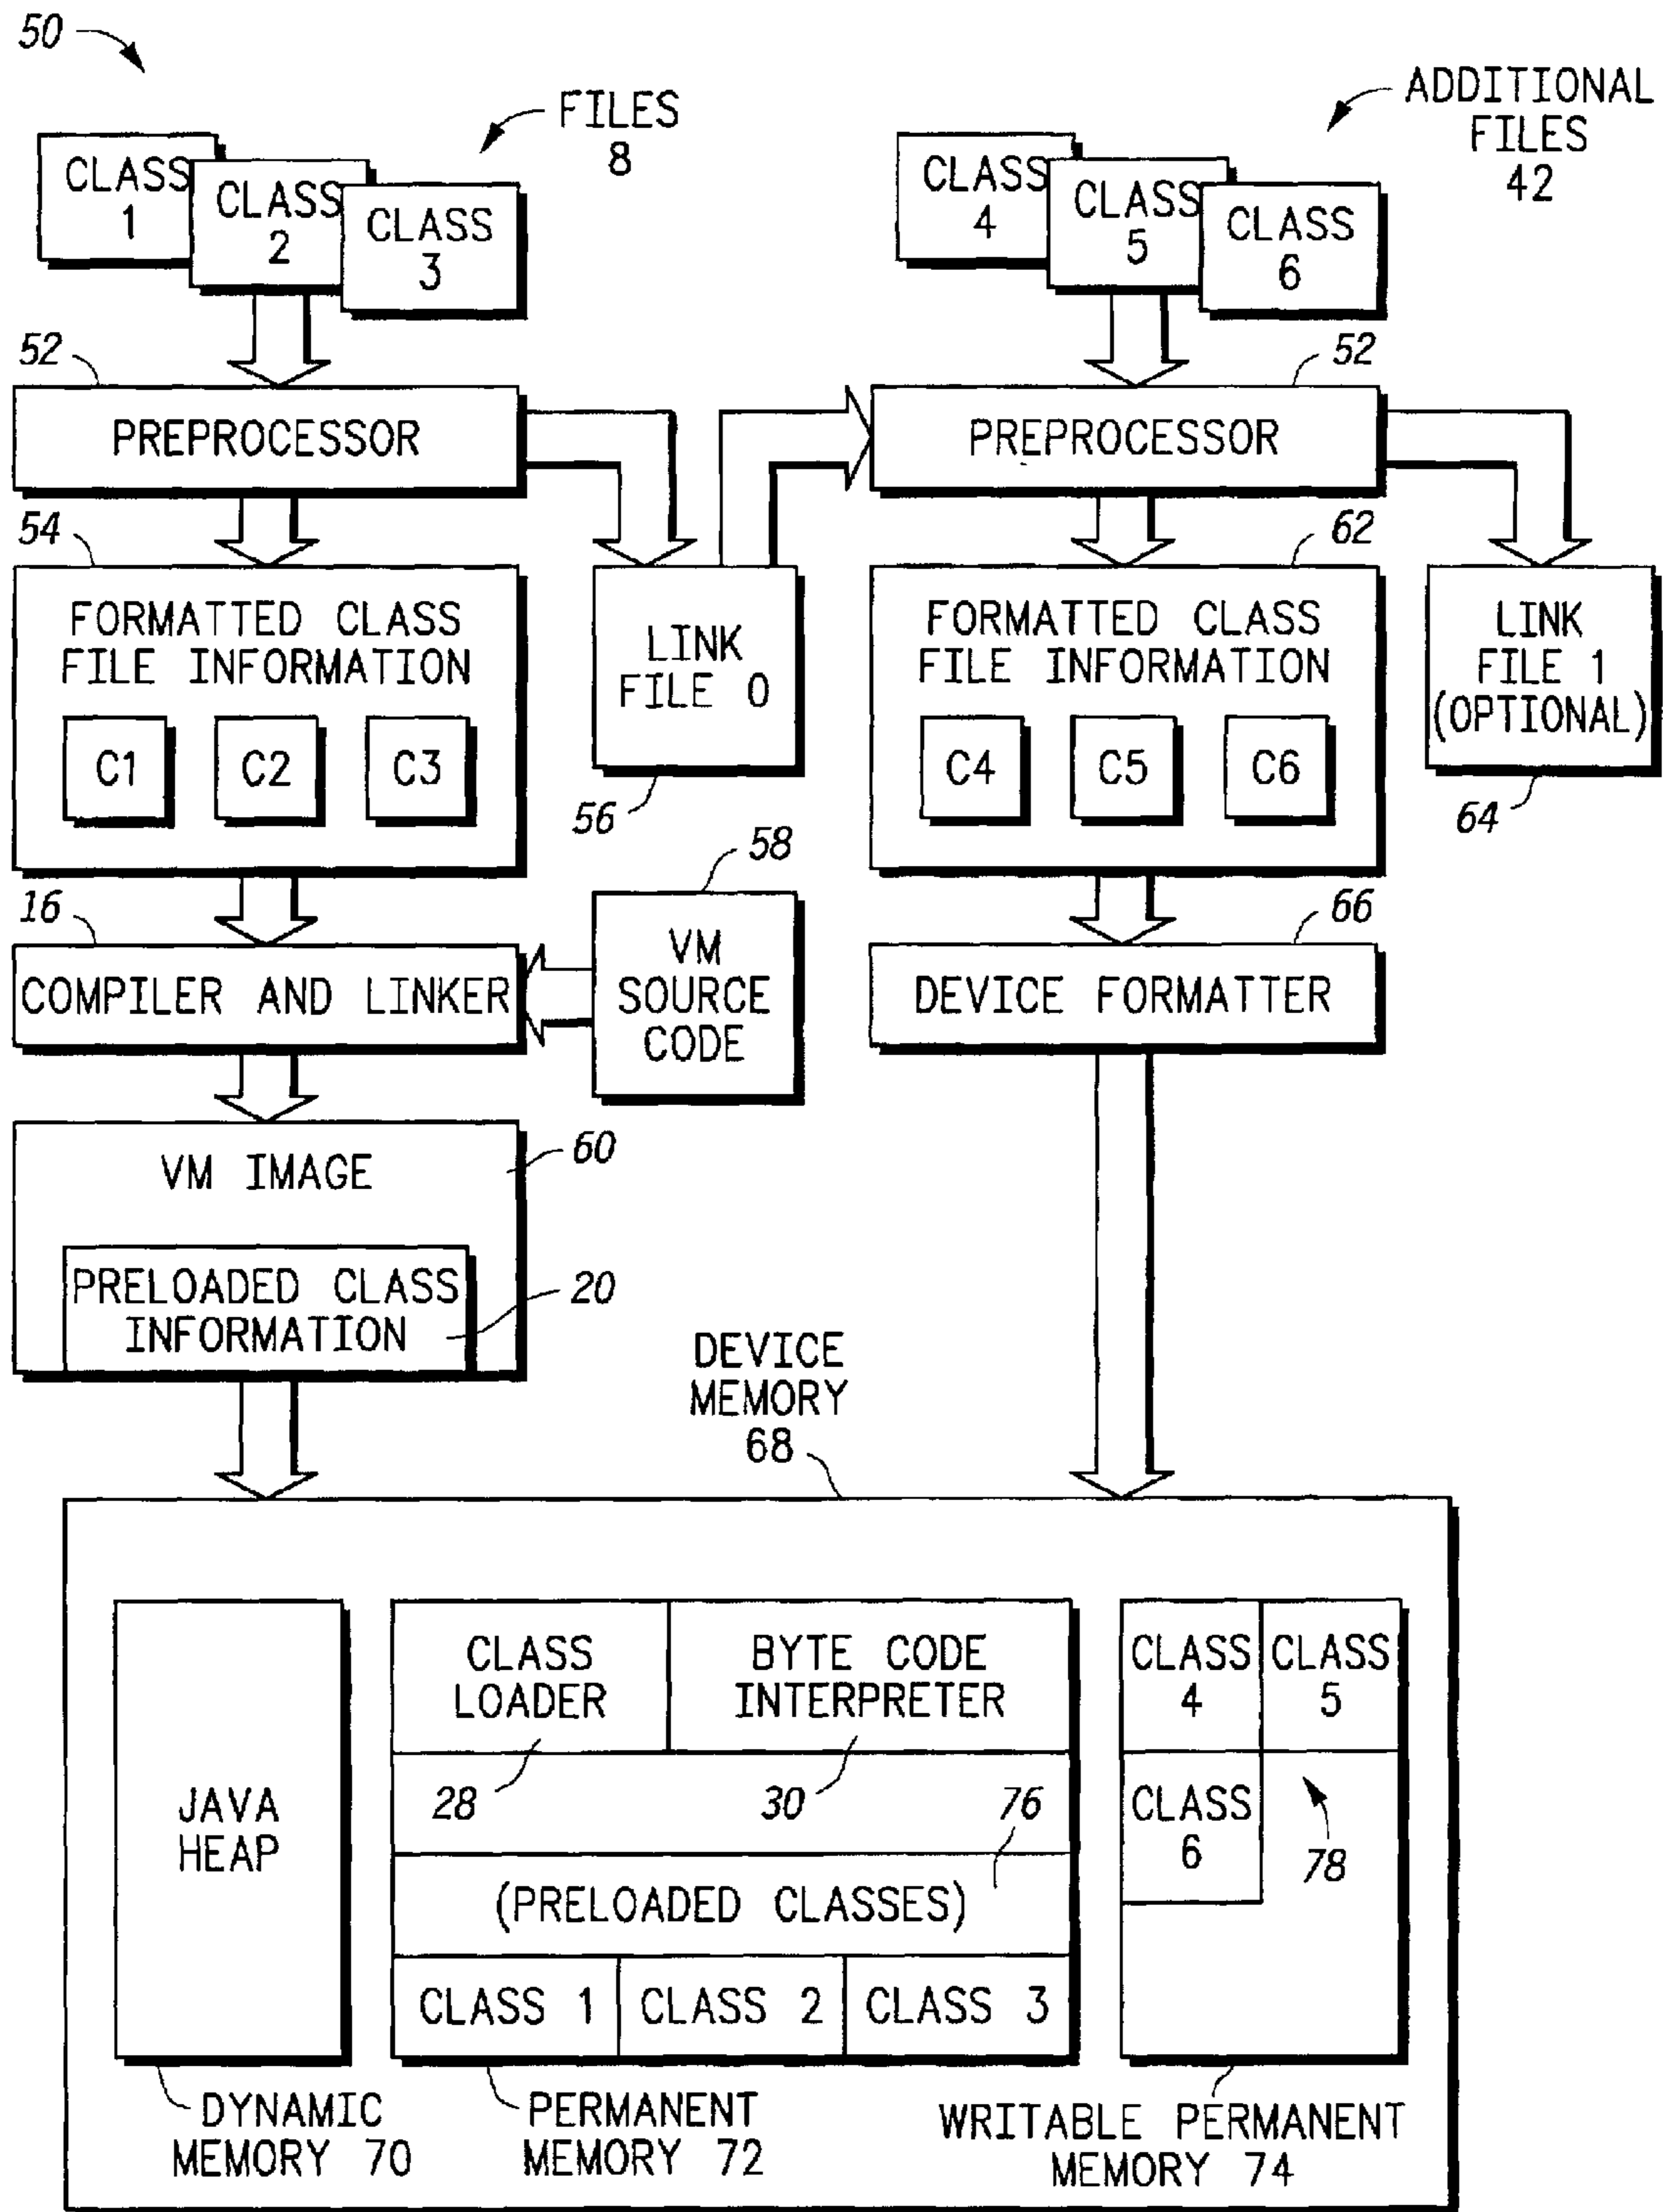 50
FILES
8
ADDITIONAL
FILES
42
CLASS
1
CLASS
2
CLASS
3
CLASS
4
CLASS
5
CLASS
6
52
PREPROCESSOR
52
PREPROCESSOR
54
FORMATTED CLASS
FILE INFORMATION
C1 C2 C3
LINK
FILE 0
56
62
FORMATTED CLASS
FILE INFORMATION
C4 C5 C6
LINK
FILE 1
(OPTIONAL)
64
16
COMPILER AND LINKER
58
VM
SOURCE
CODE
66
DEVICE FORMATTER
VM IMAGE
60
PRELOADED CLASS
INFORMATION
20
DEVICE
MEMORY
68
JAVA
HEAP
CLASS
LOADER
28
BYTE CODE
INTERPRETER
30
76
(PRELOADED CLASSES)
CLASS 1 CLASS 2 CLASS 3
CLASS
4
CLASS
5
CLASS
6
78
DYNAMIC
MEMORY 70
PERMANENT
MEMORY 72
WRITABLE PERMANENT
MEMORY 74